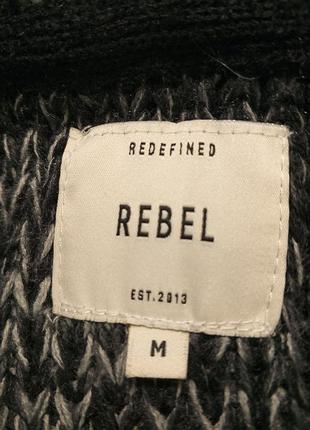 REDEFINED
REBEL
EST.2013
M